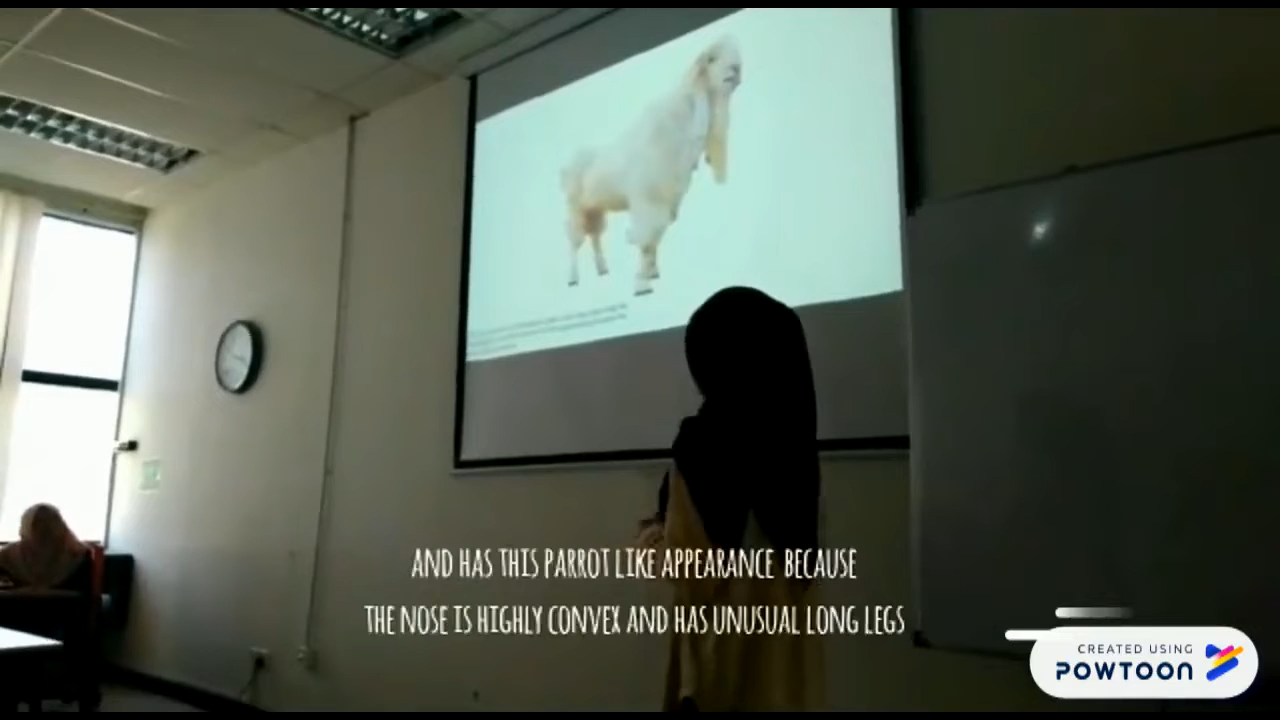 AND HAS THIS PARROT LIKE APPEARANCE BECAUSE
THE NOSE IS HIGHLY CONVEX AND HAS UNUSUAL LONG LEGS
CREATED USING
POWTOON